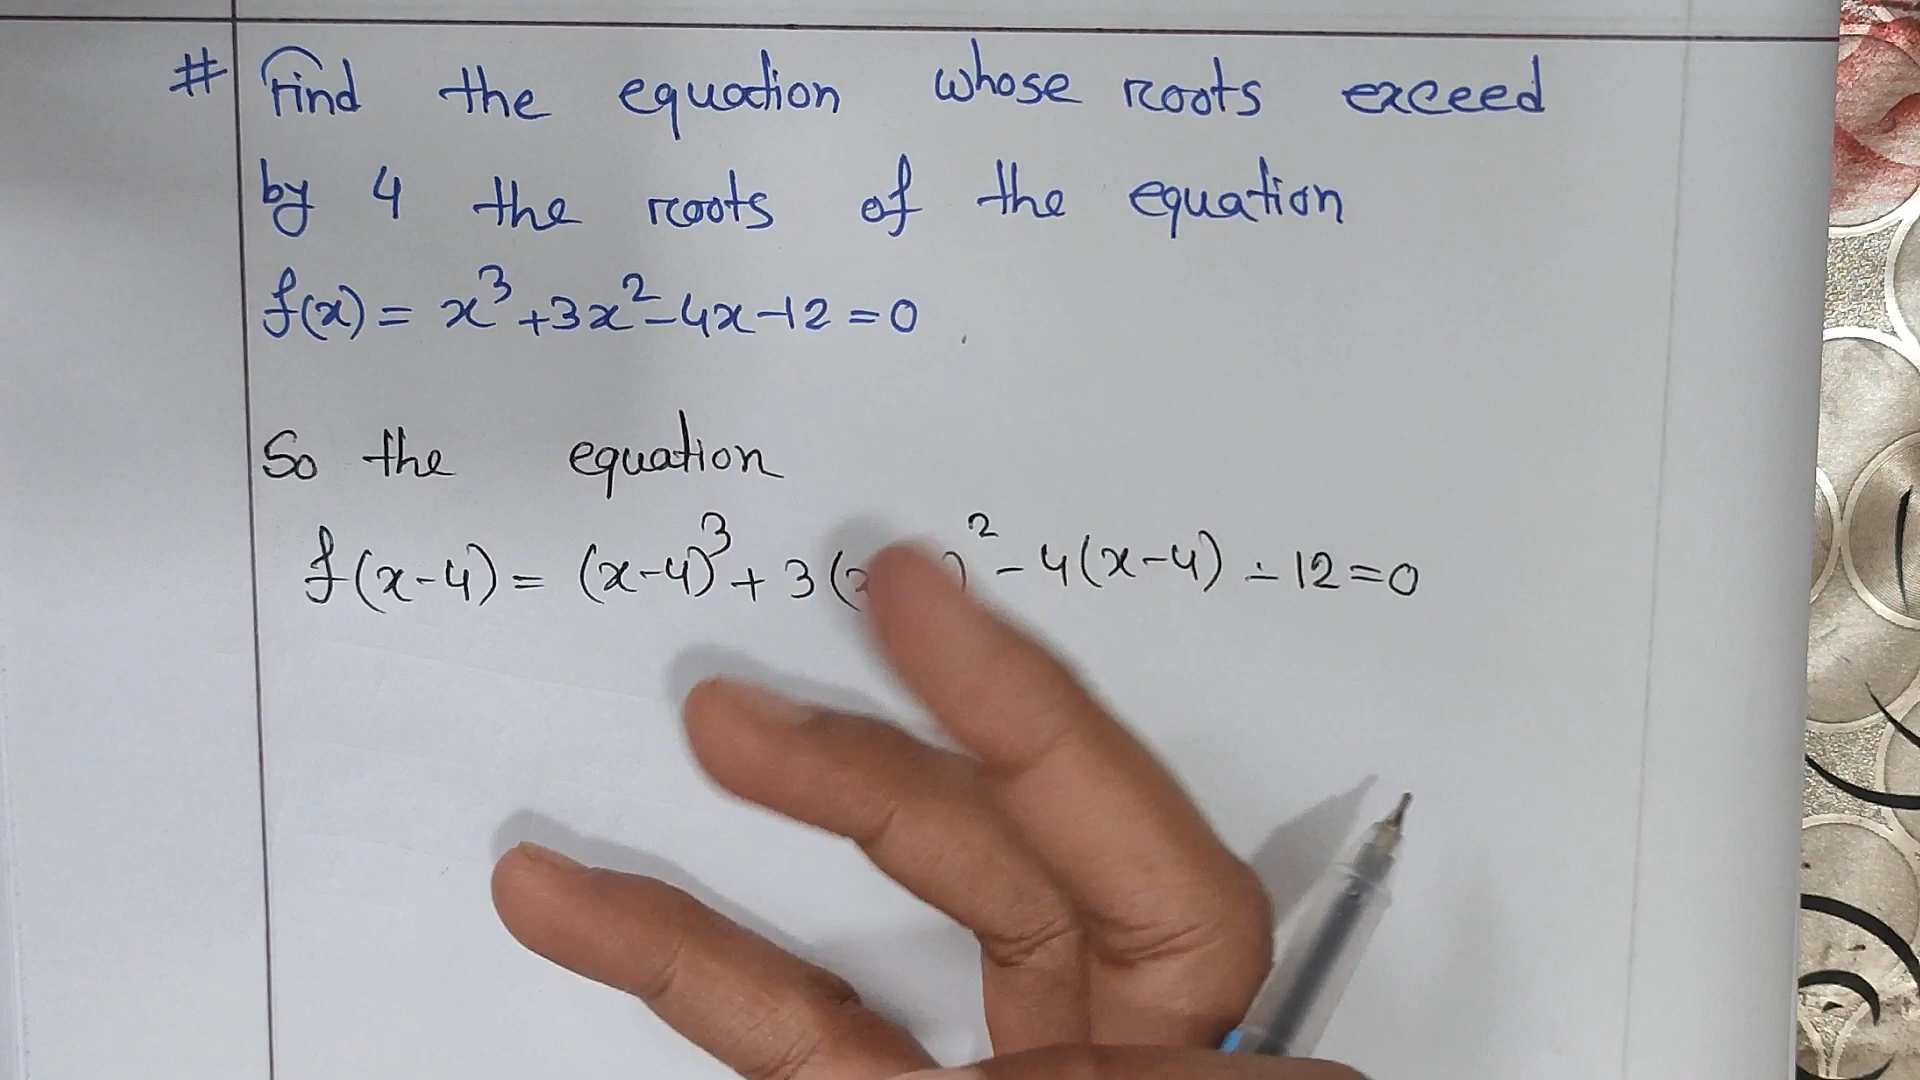 # Find the equation whose roots exceed
by 4 the roots of the equation
f(x) = x³+3x²-4x-12=0
So the equation
f(x-4) = (x-4)³+3( )²-4(x-4)-12=0